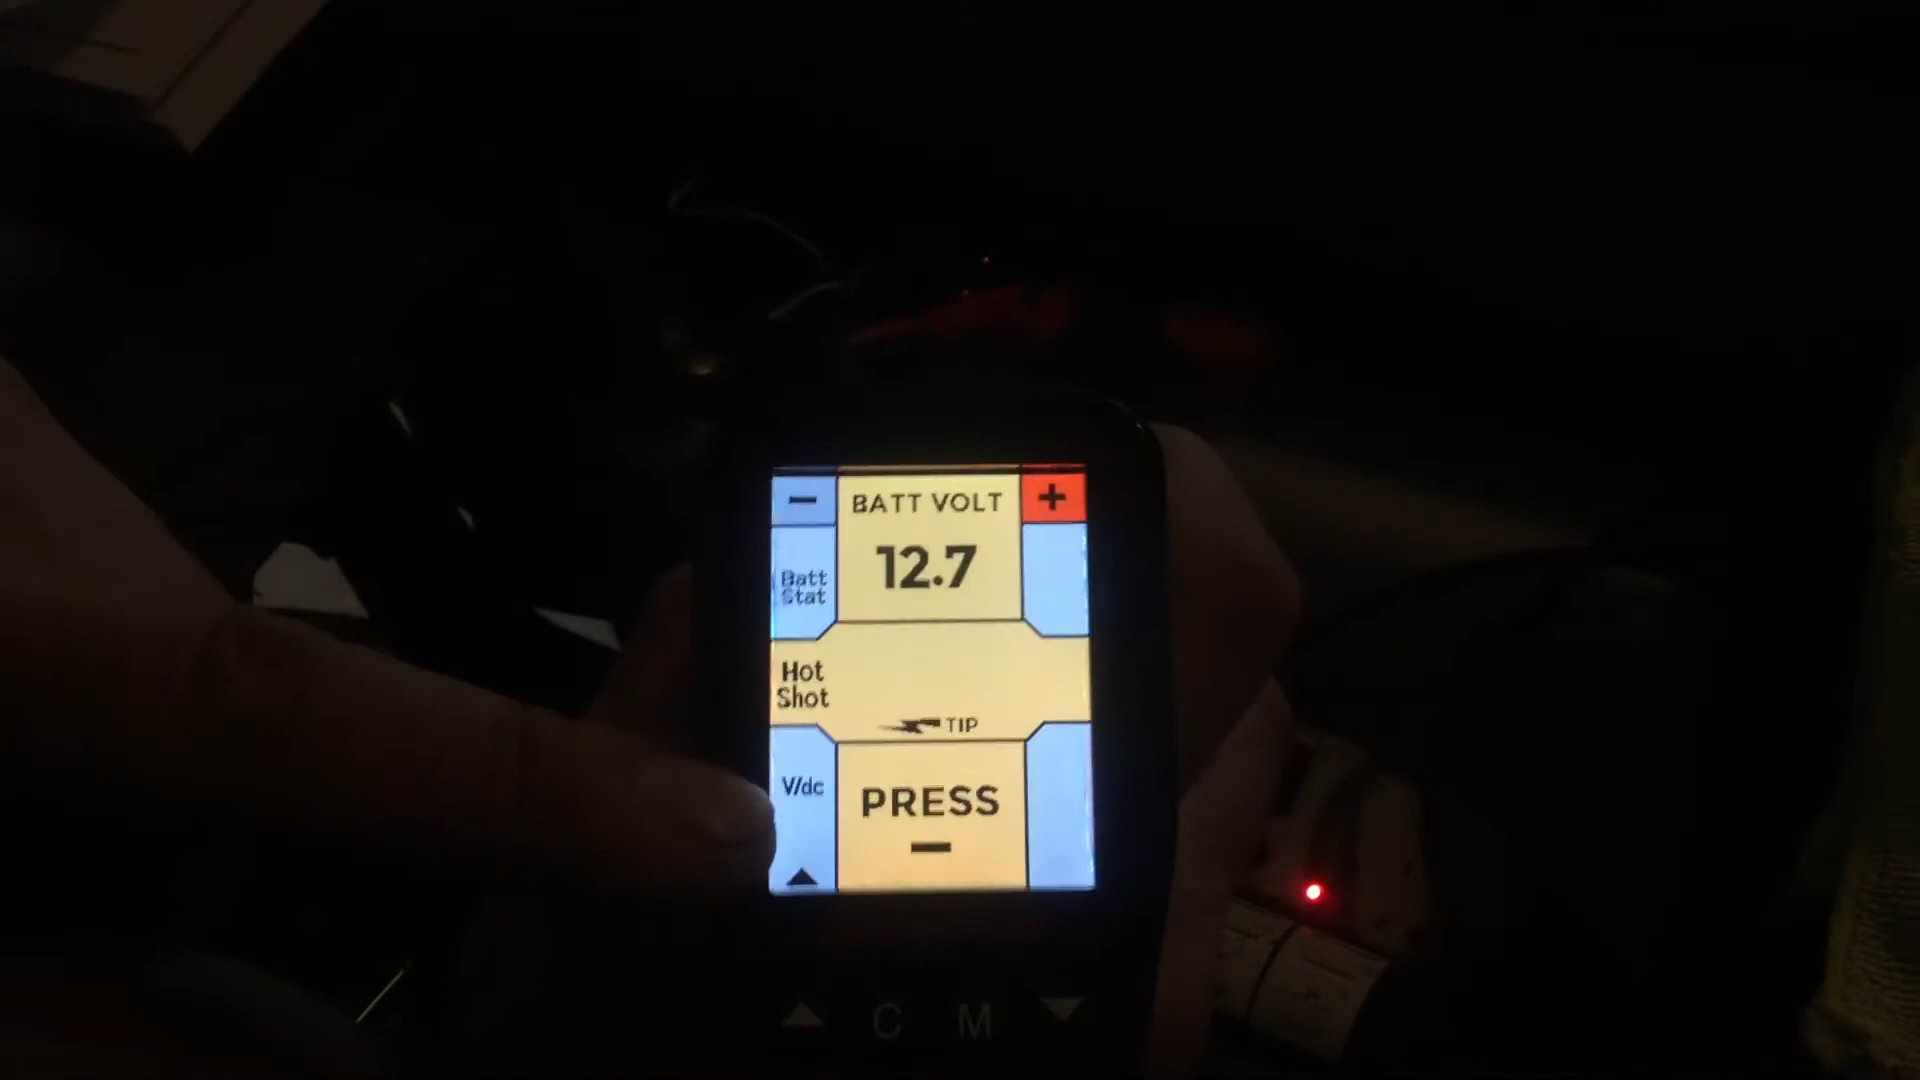 − BATT VOLT +
12.7
Batt
Stat
Hot
Shot
TIP
V/dc
PRESS
−
C M